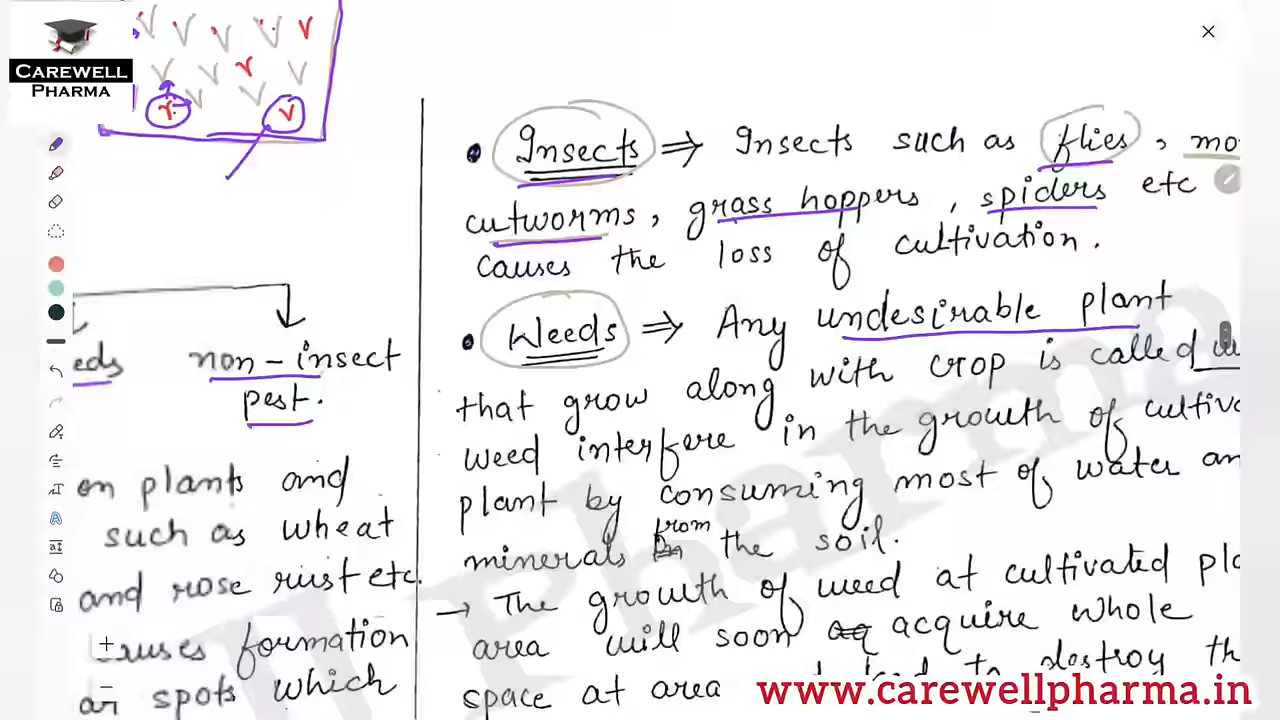 CAREWELL
PHARMA
non-insect
pest.
on plants and
such as wheat
and rose rust etc.
formation
spots which
• Insects ⇒ Insects such as flies,
cutworms, grass hoppers, spiders etc
causes the loss of cultivation.
• Weeds ⇒ Any undesirable plant
that grow along with crop is called
weed interfere in the growth of
plant by consuming most of water
minerals from the soil.
→ The growth of weed at cultivated
area will soon acquire whole
space at area to destroy
www.carewellpharma.in